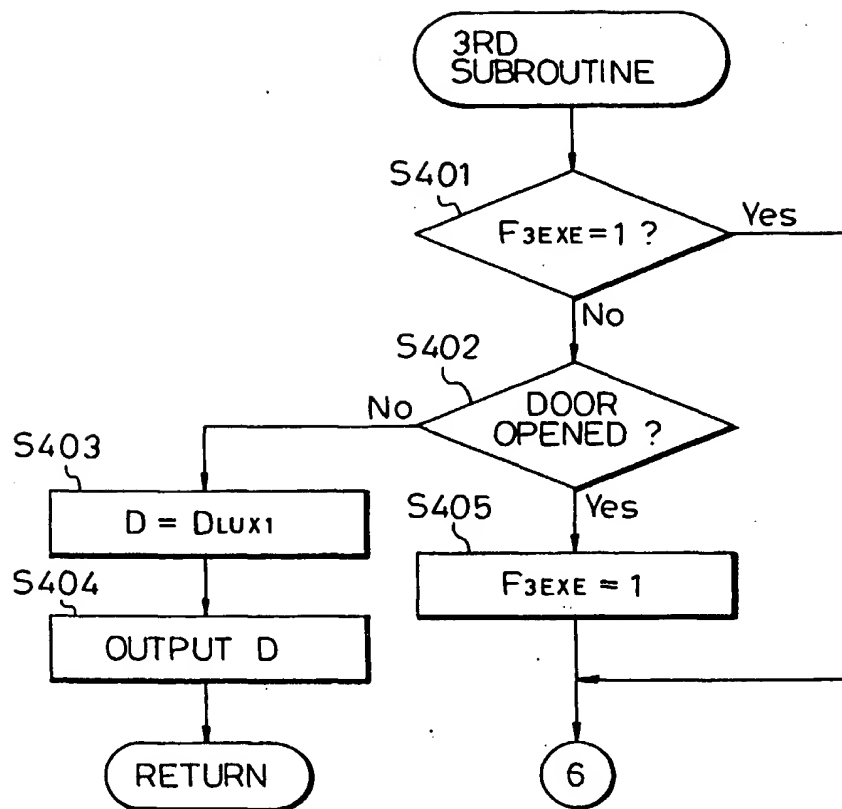 3RD
SUBROUTINE
S401
F3EXE=1 ?
Yes
No
S402
DOOR
OPENED ?
No
Yes
S403
D = DLUX1
S405
F3EXE = 1
S404
OUTPUT D
RETURN
6